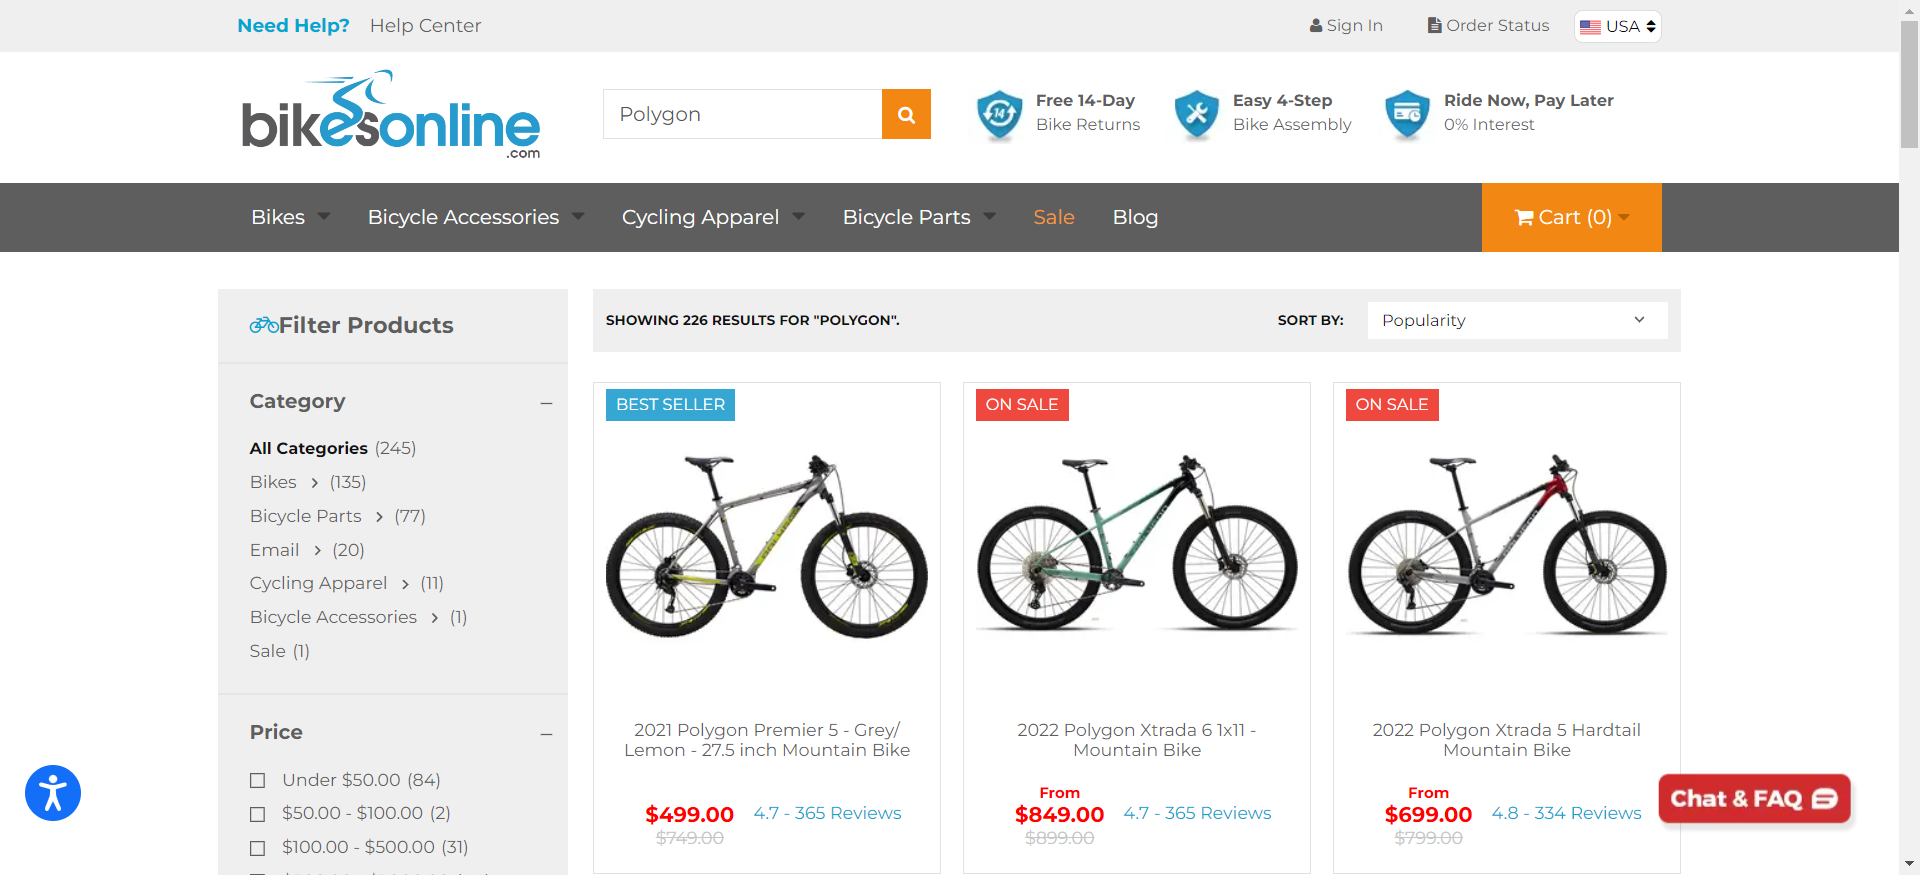 Need Help? Help Center Sign In Order Status USA
bikesonline
.com
Polygon
Free 14-Day
Bike Returns
14
Easy 4-Step
Bike Assembly
Ride Now, Pay Later
0% Interest
Bikes Bicycle Accessories Cycling Apparel Bicycle Parts Sale Blog Cart (0)
Filter Products
Category
All Categories (245)
Bikes (135)
Bicycle Parts (77)
Email (20)
Cycling Apparel (11)
Bicycle Accessories (1)
Sale (1)
Price
Under $50.00 (84)
$50.00 - $100.00 (2)
$100.00 - $500.00 (31)
SHOWING 226 RESULTS FOR "POLYGON".
SORT BY: Popularity
BEST SELLER
2021 Polygon Premier 5 - Grey/
Lemon - 27.5 inch Mountain Bike
$499.00 4.7 - 365 Reviews
$749.00
ON SALE
2022 Polygon Xtrada 6 1x11 -
Mountain Bike
From
$849.00 4.7 - 365 Reviews
$899.00
ON SALE
2022 Polygon Xtrada 5 Hardtail
Mountain Bike
From
$699.00 4.8 - 334 Reviews
$799.00
Chat & FAQ